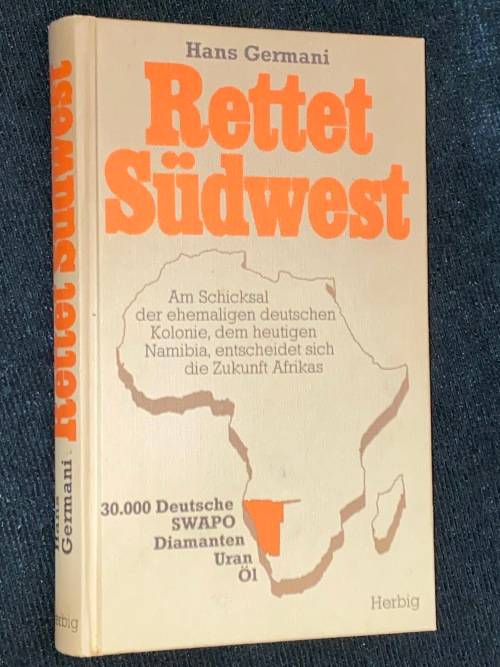 Hans Germani
Rettet
Südwest
Am Schicksal
der ehemaligen deutschen
Kolonie, dem heutigen
Namibia, entscheidet sich
die Zukunft Afrikas
30.000 Deutsche
SWAPO
Diamanten
Uran
Öl
Herbig
Hans
Germani
Rettet Südwest
Herbig